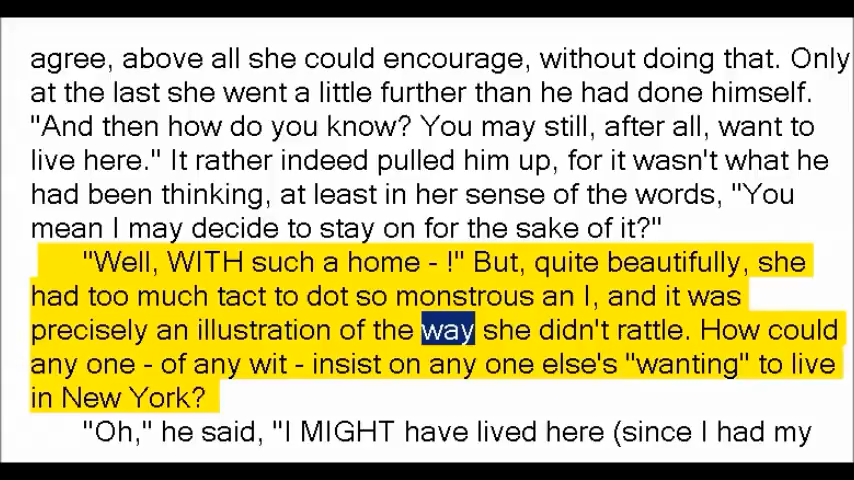 agree, above all she could encourage, without doing that. Only
at the last she went a little further than he had done himself.
"And then how do you know? You may still, after all, want to
live here." It rather indeed pulled him up, for it wasn't what he
had been thinking, at least in her sense of the words, "You
mean I may decide to stay on for the sake of it?"
"Well, WITH such a home - !" But, quite beautifully, she
had too much tact to dot so monstrous an I, and it was
precisely an illustration of the way she didn't rattle. How could
any one - of any wit - insist on any one else's "wanting" to live
in New York?
"Oh," he said, "I MIGHT have lived here (since I had my